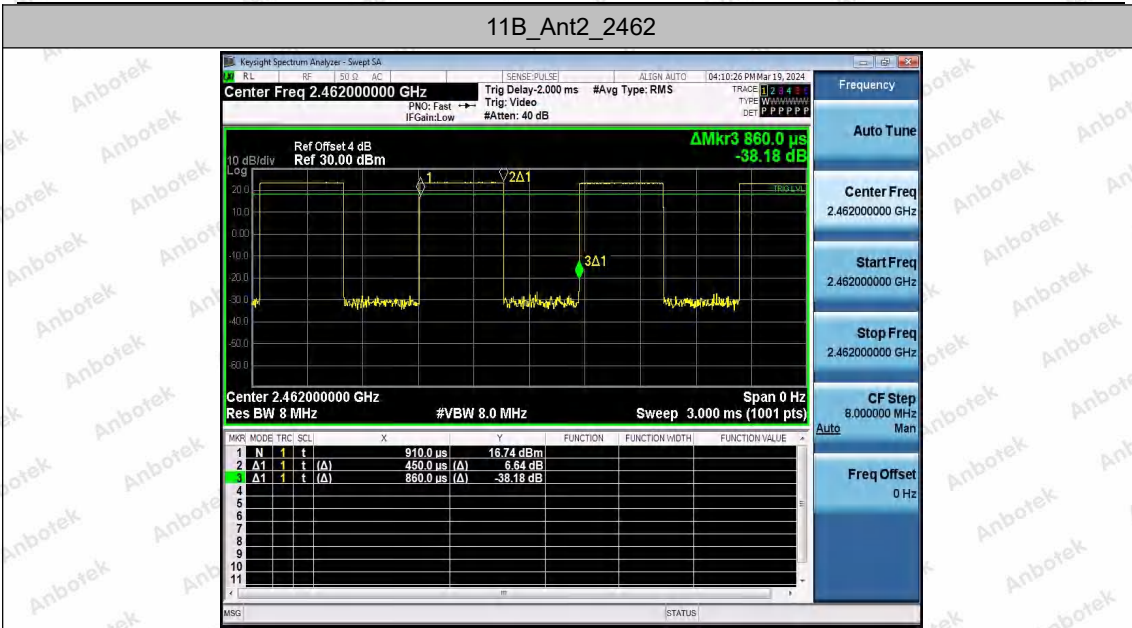 11B_Ant2_2462
Keysight Spectrum Analyzer - Swept SA
RL RF 50 Ω AC SENSE:PULSE ALIGN AUTO 04:10:26 PM Mar 19, 2024
Center Freq 2.462000000 GHz
PNO: Fast
IFGain:Low
Trig Delay-2.000 ms
Trig: Video
#Atten: 40 dB
#Avg Type: RMS
TRACE 1 2 3 4 5 6
TYPE WWWWWW
DET P P P P P P
ΔMkr3 860.0 µs
-38.18 dB
Ref Offset 4 dB
10 dB/div Ref 30.00 dBm
Log
20.0
10.0
0.00
-10.0
-20.0
-30.0
-40.0
-50.0
-60.0
1
2Δ1
TRIG LVL
3Δ1
Center 2.462000000 GHz Span 0 Hz
Res BW 8 MHz #VBW 8.0 MHz Sweep 3.000 ms (1001 pts)
MKR MODE TRC SCL X Y FUNCTION FUNCTION WIDTH FUNCTION VALUE
1 N 1 t 910.0 µs 16.74 dBm
2 Δ1 1 t (Δ) 450.0 µs (Δ) 6.64 dB
3 Δ1 1 t (Δ) 860.0 µs (Δ) -38.18 dB
4
5
6
7
8
9
10
11
MSG STATUS
Frequency
Auto Tune
Center Freq
2.462000000 GHz
Start Freq
2.462000000 GHz
Stop Freq
2.462000000 GHz
CF Step
8.000000 MHz
Auto Man
Freq Offset
0 Hz
Anbotek